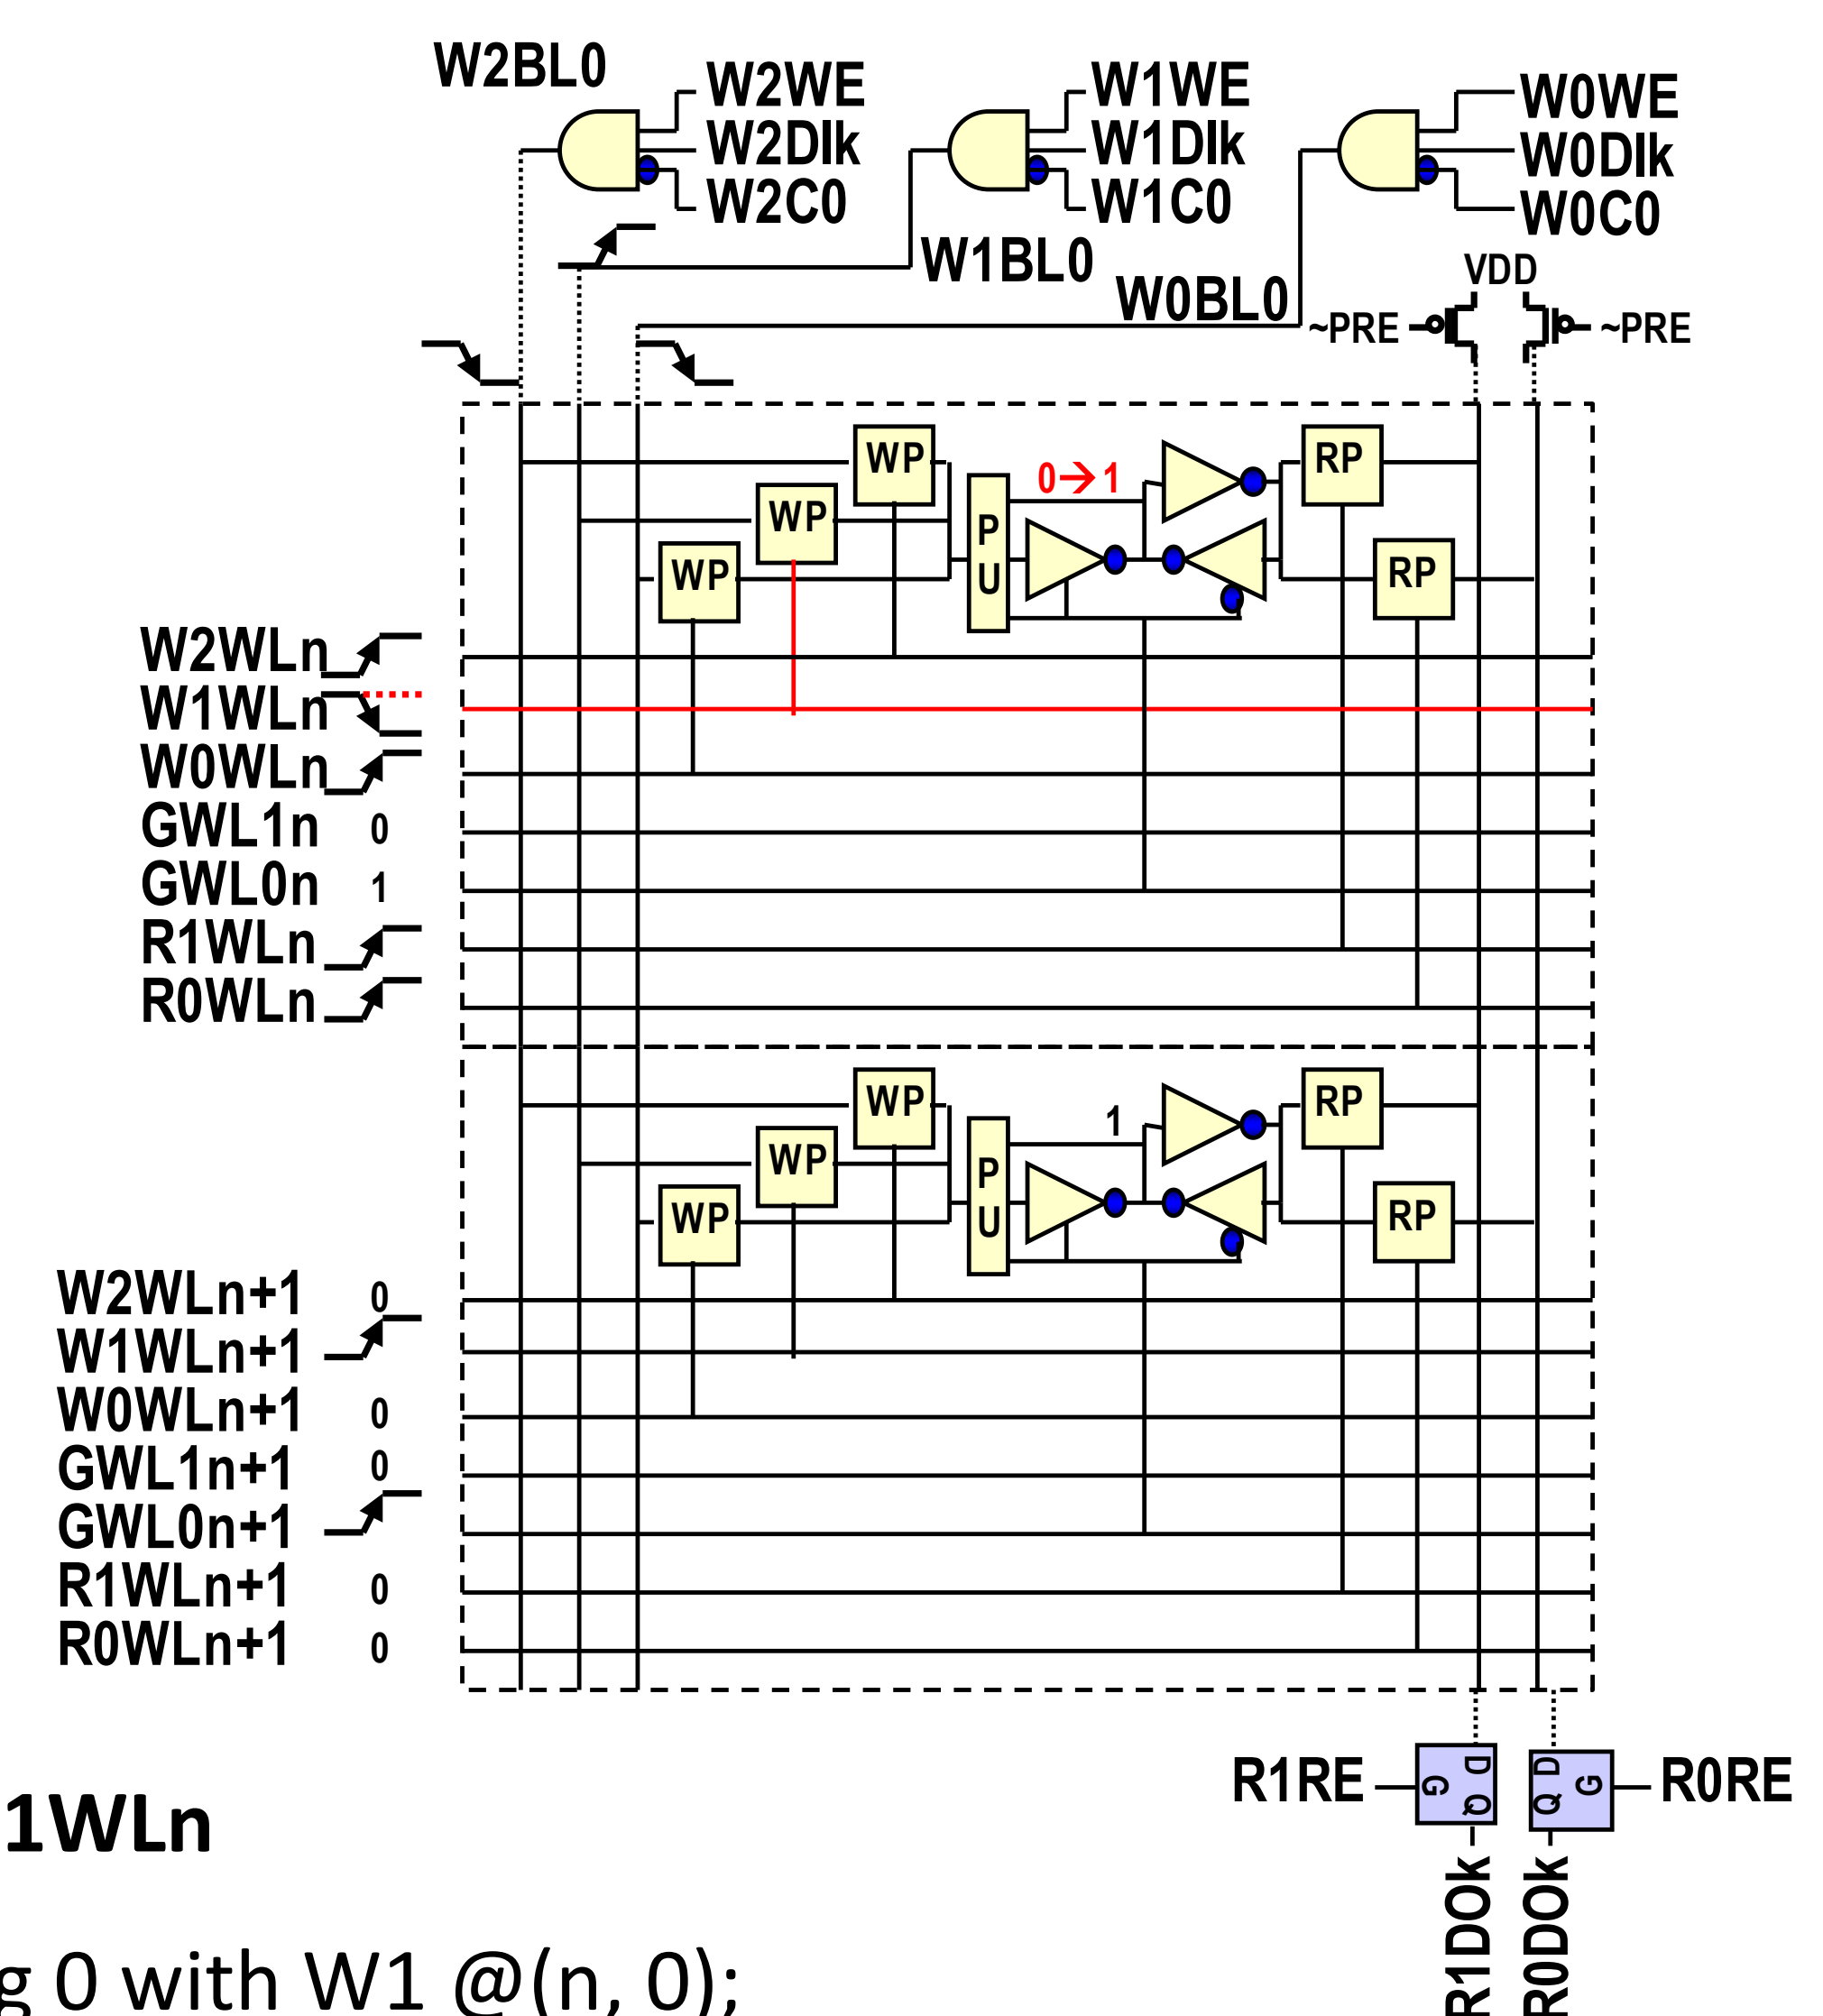 W2BL0
W2WE
W2DIk
W2C0
W1WE
W1DIk
W1C0
W0WE
W0DIk
W0C0
W1BL0
W0BL0
VDD
~PRE
~PRE
WP
WP
WP
P
U
0→1
RP
RP
W2WLn
W1WLn
W0WLn
GWL1n 0
GWL0n 1
R1WLn
R0WLn
WP
WP
WP
P
U
1
RP
RP
W2WLn+1 0
W1WLn+1
W0WLn+1 0
GWL1n+1 0
GWL0n+1
R1WLn+1 0
R0WLn+1 0
R1RE
G
D
Q
D
Q
G
R0RE
R1DOk
R0DOk
1WLn
g 0 with W1 @(n, 0);